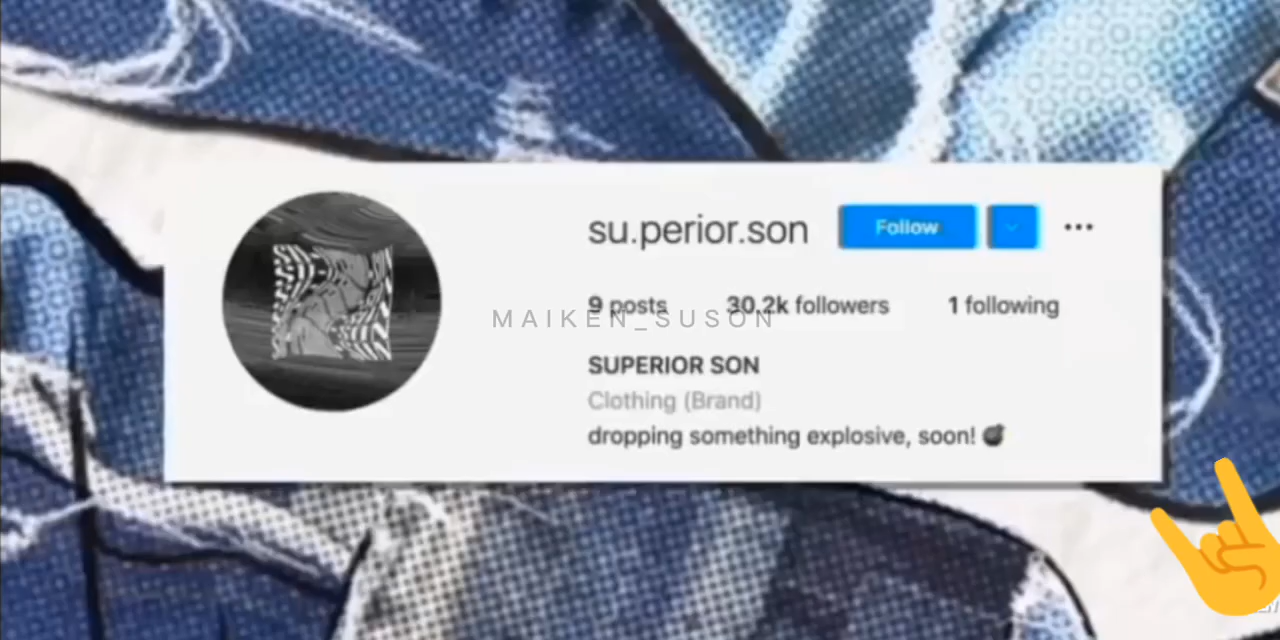 su.perior.son Follow
9 posts 30.2k followers 1 following
MAIKEN_SUSON
SUPERIOR SON
Clothing (Brand)
dropping something explosive, soon! 💣